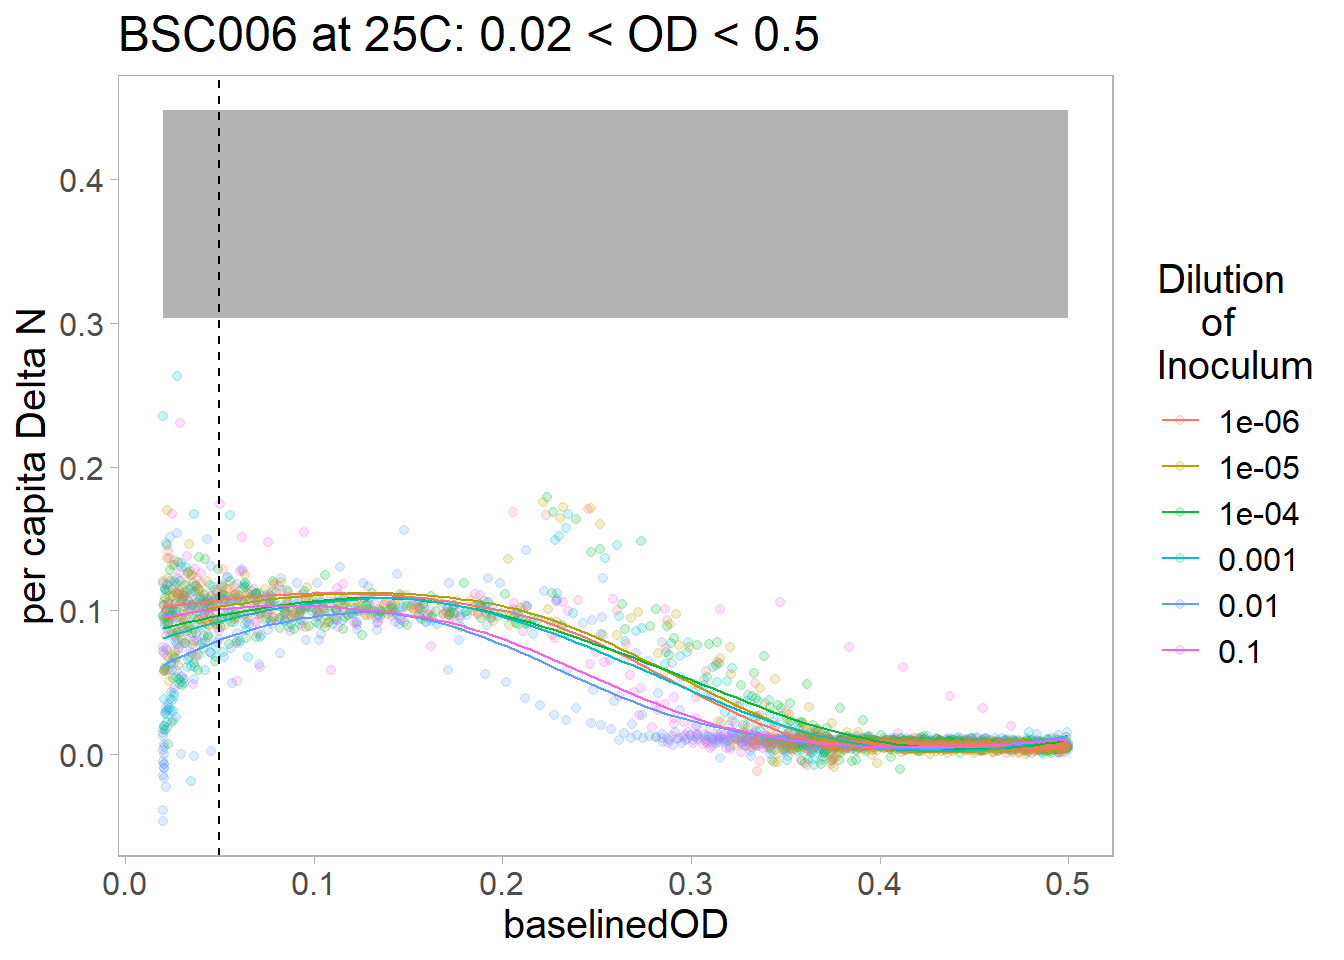 BSC006 at 25C: 0.02 < OD < 0.5
per capita Delta N
0.4
0.3
0.2
0.1
0.0
0.0 0.1 0.2 0.3 0.4 0.5
baselinedOD
Dilution
of
Inoculum
1e-06
1e-05
1e-04
0.001
0.01
0.1